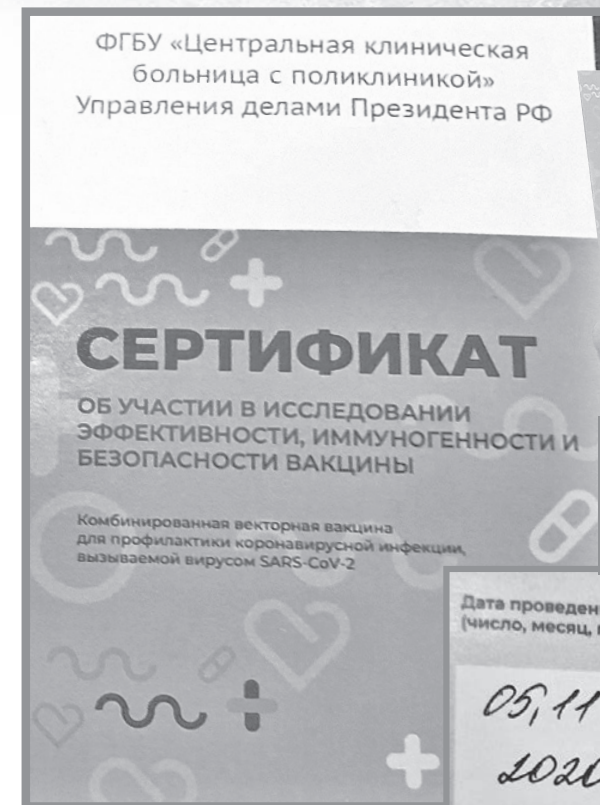 ФГБУ «Центральная клиническая
больница с поликлиникой»
Управления делами Президента РФ
СЕРТИФИКАТ
ОБ УЧАСТИИ В ИССЛЕДОВАНИИ
ЭФФЕКТИВНОСТИ, ИММУНОГЕННОСТИ И
БЕЗОПАСНОСТИ ВАКЦИНЫ
Комбинированная векторная вакцина
для профилактики коронавирусной инфекции,
вызываемой вирусом SARS-CoV-2
Дата
(число, месяц,
05,11
2020